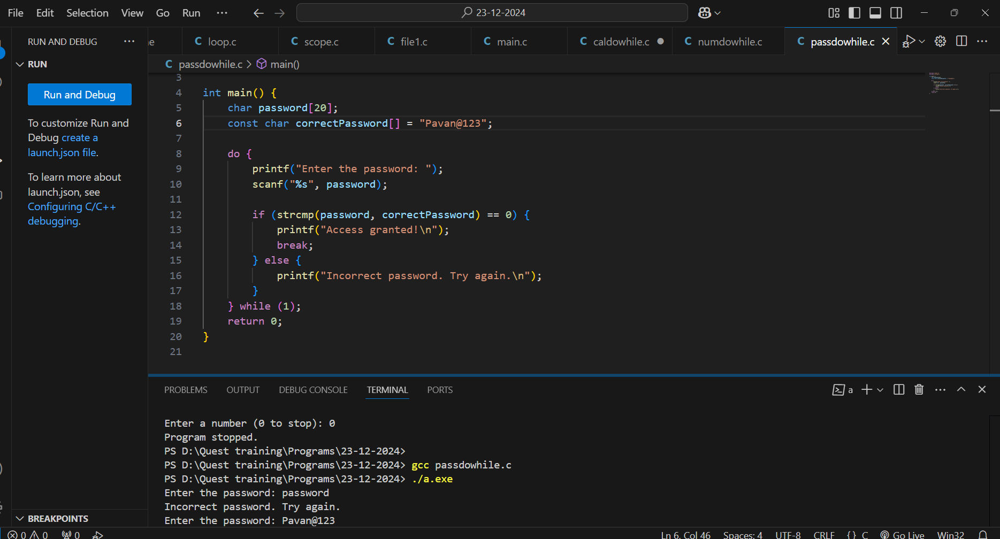 File Edit Selection View Go Run ··· 23-12-2024
RUN AND DEBUG ···
RUN
Run and Debug
To customize Run and
Debug create a
launch.json file.
To learn more about
launch.json, see
Configuring C/C++
debugging.
BREAKPOINTS
e C loop.c C scope.c C file1.c C main.c C caldowhile.c C numdowhile.c C passdowhile.c
C passdowhile.c > main()
3
4 int main() {
5     char password[20];
6     const char correctPassword[] = "Pavan@123";
7
8     do {
9         printf("Enter the password: ");
10         scanf("%s", password);
11
12         if (strcmp(password, correctPassword) == 0) {
13             printf("Access granted!\n");
14             break;
15         } else {
16             printf("Incorrect password. Try again.\n");
17         }
18     } while (1);
19     return 0;
20 }
21
PROBLEMS OUTPUT DEBUG CONSOLE TERMINAL PORTS a
Enter a number (0 to stop): 0
Program stopped.
PS D:\Quest training\Programs\23-12-2024>
PS D:\Quest training\Programs\23-12-2024> gcc passdowhile.c
PS D:\Quest training\Programs\23-12-2024> ./a.exe
Enter the password: password
Incorrect password. Try again.
Enter the password: Pavan@123
0 0 0 Ln 6, Col 46 Spaces: 4 UTF-8 CRLF {} C Go Live Win32